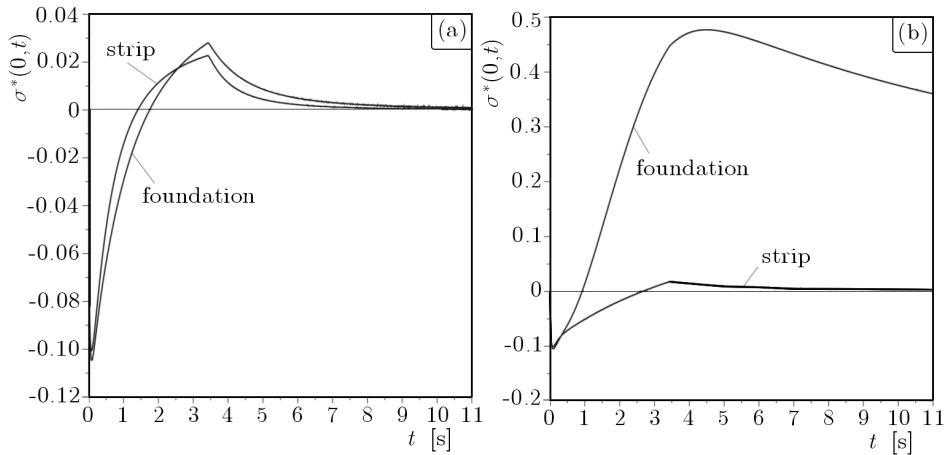 0.04
(a)
σ*(0,t)
strip
0.02
0
-0.02
foundation
-0.04
-0.06
-0.08
-0.10
-0.12
0 1 2 3 4 5 6 7 8 9 10 11
t [s]
0.5
(b)
σ*(0,t)
0.4
0.3
foundation
0.2
0.1
strip
0
-0.1
-0.2
0 1 2 3 4 5 6 7 8 9 10 11
t [s]